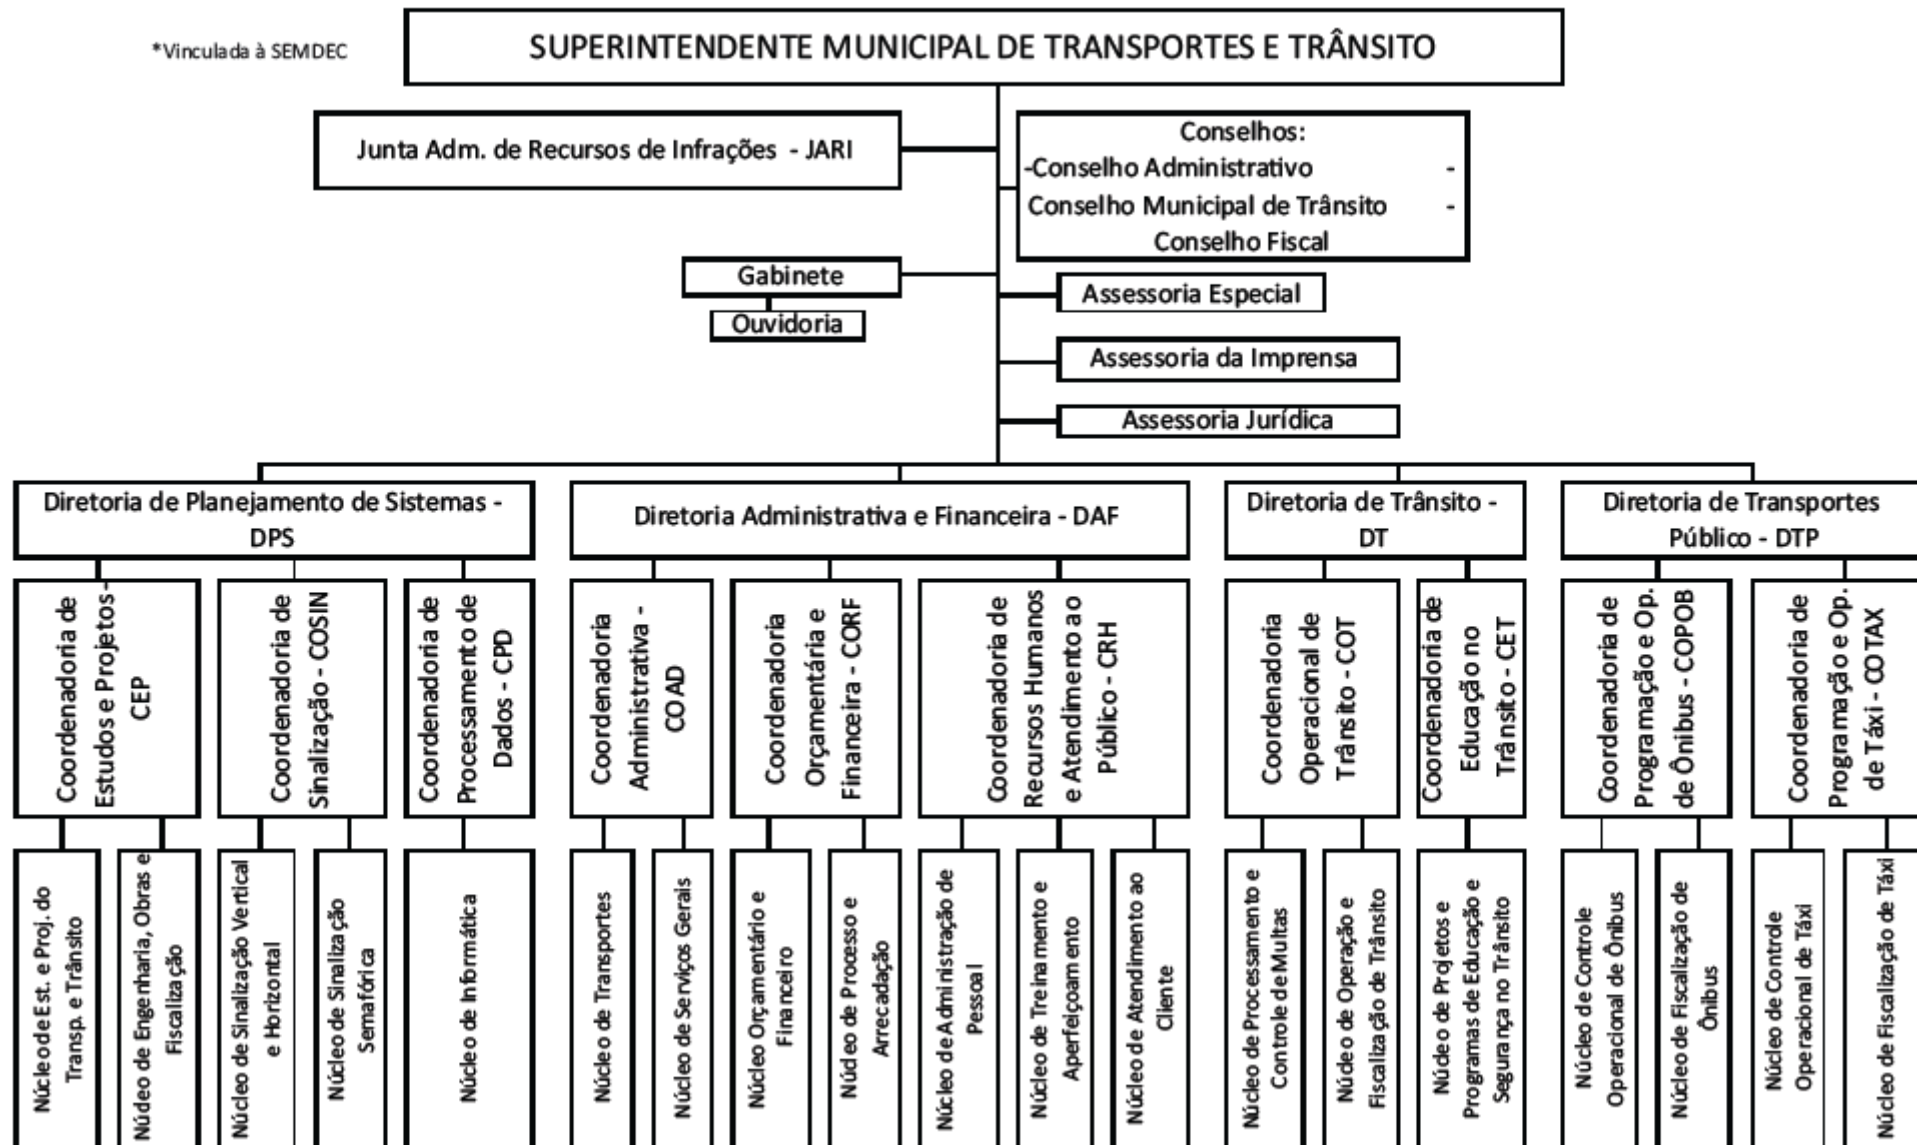 *Vinculada à SEMDEC
SUPERINTENDENTE MUNICIPAL DE TRANSPORTES E TRÂNSITO
Junta Adm. de Recursos de Infrações - JARI
Conselhos:
-Conselho Administrativo -
Conselho Municipal de Trânsito -
Conselho Fiscal
Gabinete
Ouvidoria
Assessoria Especial
Assessoria da Imprensa
Assessoria Jurídica
Diretoria de Planejamento de Sistemas -
DPS
Diretoria Administrativa e Financeira - DAF
Diretoria de Trânsito -
DT
Diretoria de Transportes
Público - DTP
Coordenadoria de
Estudos e Projetos-
CEP
Coordenadoria de
Sinalização - COSIN
Coordenadoria de
Processamento de
Dados - CPD
Coordenadoria
Administrativa -
COAD
Coordenadoria
Orçamentária e
Financeira - CORF
Coordenadoria de
Recursos Humanos
e Atendimento ao
Público - CRH
Coordenadoria
Operacional de
Trânsito - COT
Coordenadoria de
Educação no
Trânsito - CET
Coordenadoria de
Programação e Op.
de Ônibus - COPOB
Coordenadoria de
Programação e Op.
de Táxi - COTAX
Núcleo de Est. e Proj. do
Transp. e Trânsito
Núcleo de Engenharia, Obras e
Fiscalização
Núcleo de Sinalização Vertical
e Horizontal
Núcleo de Sinalzação
Semafórica
Núcleo de Informática
Núcleo de Transportes
Núcleo de Serviços Gerais
Núcleo Orçamentário e
Financeiro
Núcleo de Processo e
Arrecadação
Núcleo de Administração de
Pessoal
Núcleo de Treinamento e
Aperfeiçoamento
Núcleo de Atendimento ao
Cliente
Núcleo de Processamento e
Controle de Multas
Núcleo de Operação e
Fiscalização de Trânsito
Núcleo de Projetos e
Programas de Educação e
Segurança no Trânsito
Núcleo de Controle
Operacional de Ônibus
Núcleo de Fiscalização de
Ônibus
Núcleo de Controle
Operacional de Táxi
Núcleo de Fiscalização de Táxi